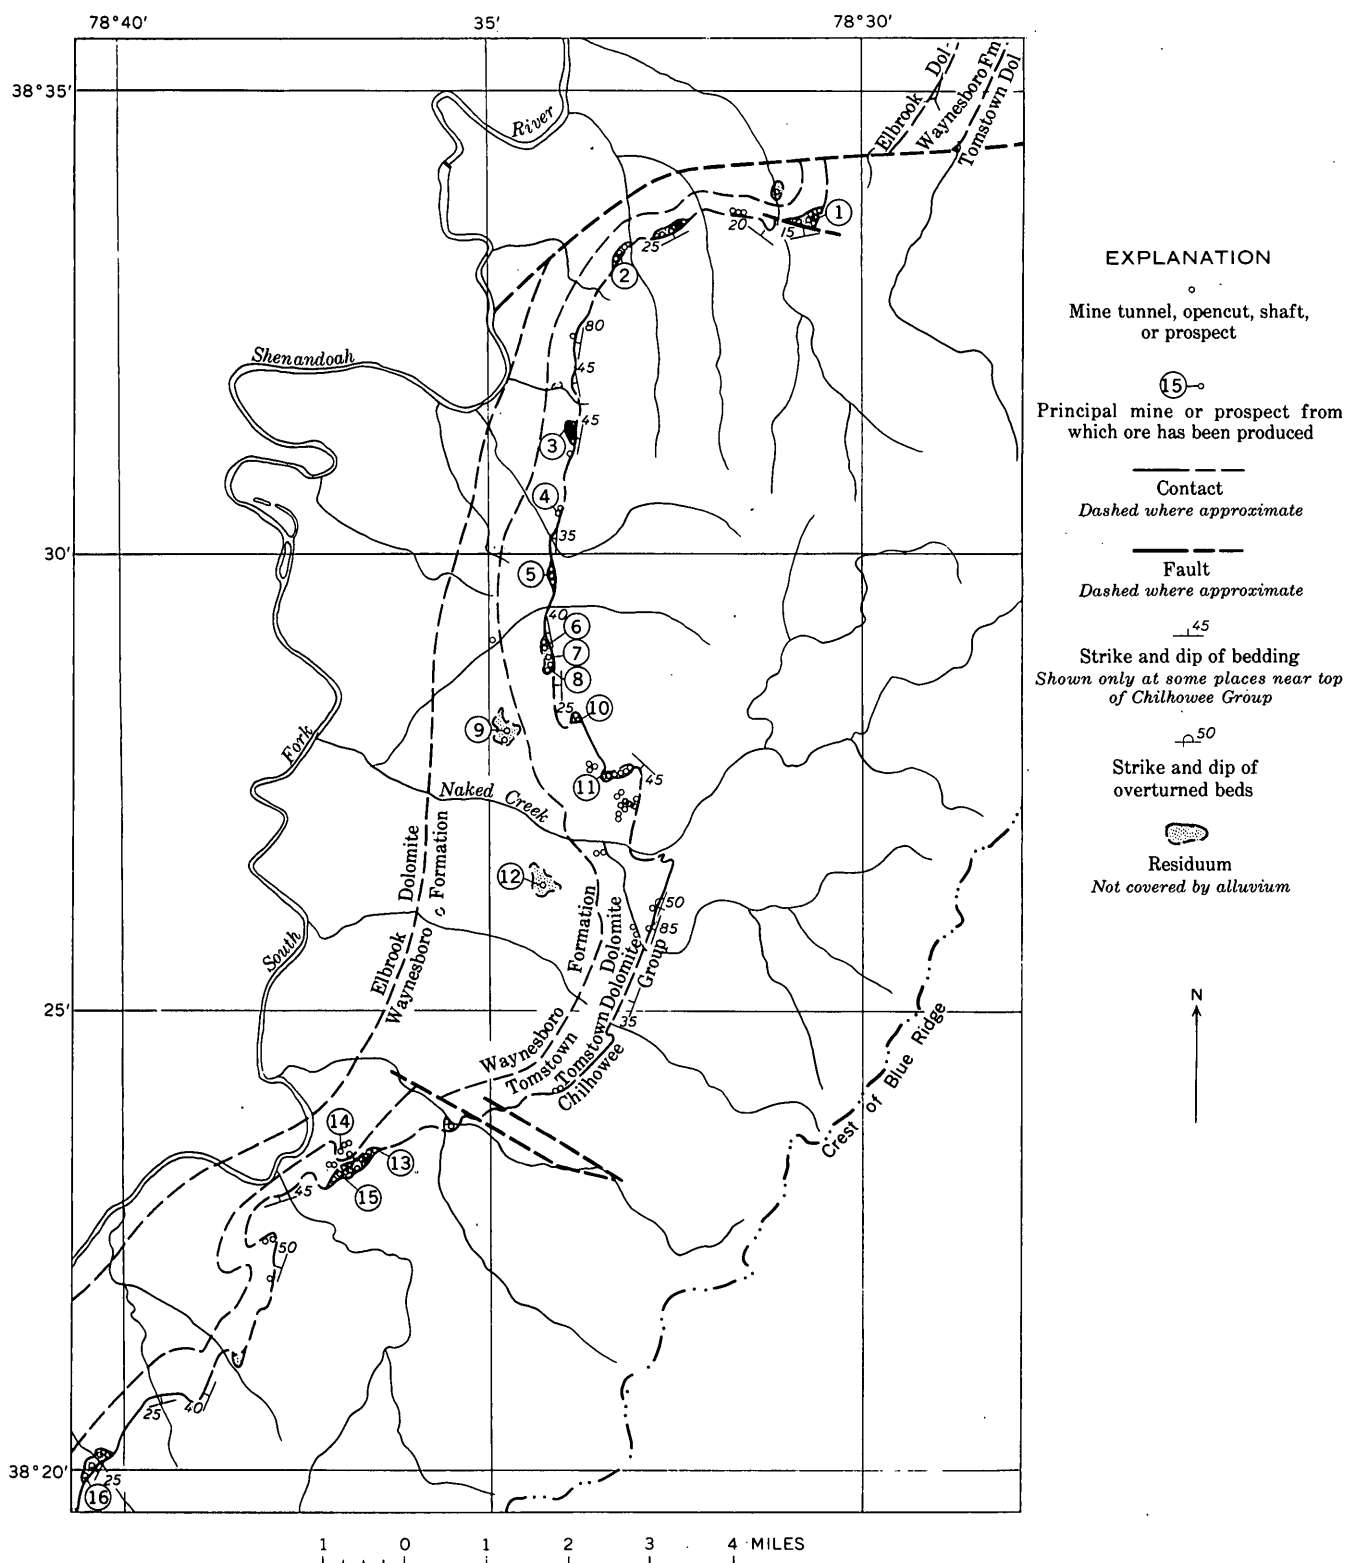 78°40'
35'
78°30'
38°35'
River
Elbrook Dol
Waynesboro Fm
Tomstown Dol
1
20
15
25
2
80
Shenandoah
45
45
3
4
35
30'
5
40
6
7
8
25
10
9
Fork
11
45
Naked Creek
Dolomite
Formation
12
50
85
South
Elbrook
Waynesboro
Formation
Dolomite
Dolomite
Group
25'
35
Waynesboro
Tomstown
Tomstown
Chilhowee
Crest of Blue Ridge
14
13
15
45
50
25
40
38°20'
25
16
EXPLANATION
Mine tunnel, opencut, shaft,
or prospect
15
Principal mine or prospect from
which ore has been produced
Contact
Dashed where approximate
Fault
Dashed where approximate
45
Strike and dip of bedding
Shown only at some places near top
of Chilhowee Group
50
Strike and dip of
overturned beds
Residuum
Not covered by alluvium
N
1 0 1 2 3 4 MILES